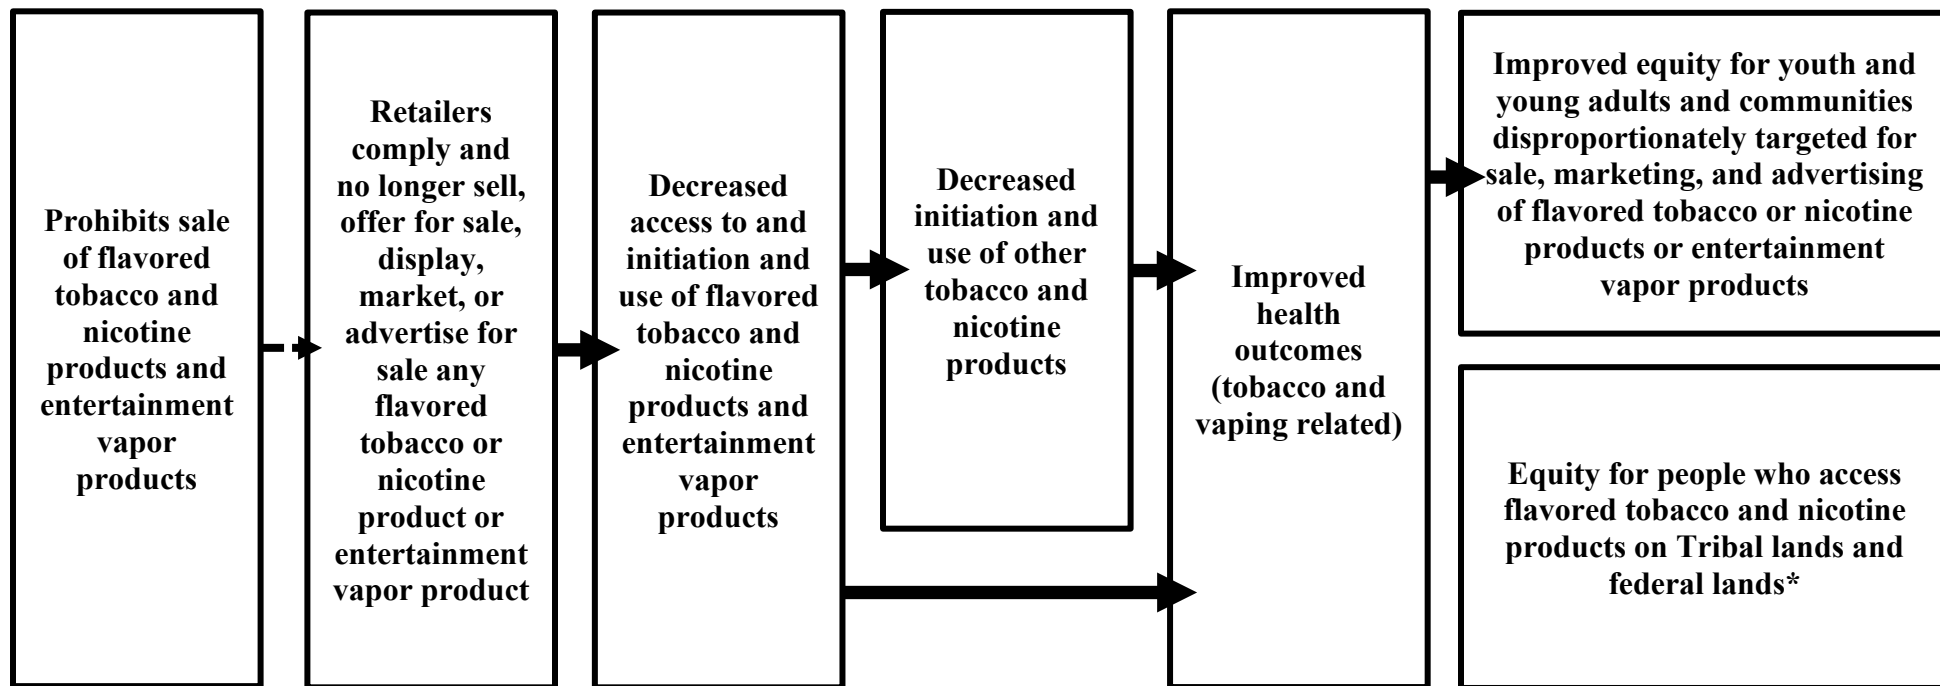 Prohibits sale
of flavored
tobacco and
nicotine
products and
entertainment
vapor
products
Retailers
comply and
no longer sell,
offer for sale,
display,
market, or
advertise for
sale any
flavored
tobacco or
nicotine
product or
entertainment
vapor product
Decreased
access to and
initiation and
use of flavored
tobacco and
nicotine
products and
entertainment
vapor
products
Decreased
initiation and
use of other
tobacco and
nicotine
products
Improved
health
outcomes
(tobacco and
vaping related)
Improved equity for youth and
young adults and communities
disproportionately targeted for
sale, marketing, and advertising
of flavored tobacco or nicotine
products or entertainment
vapor products
Equity for people who access
flavored tobacco and nicotine
products on Tribal lands and
federal lands*